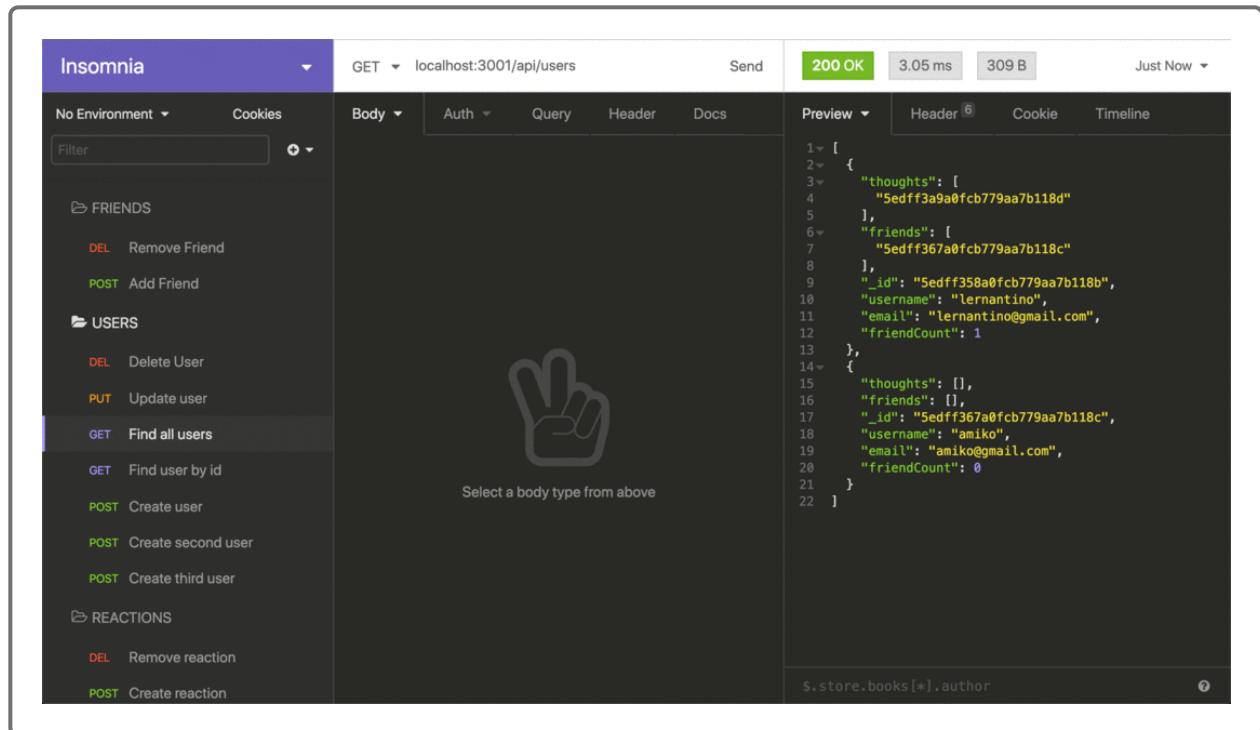 Insomnia
No Environment
Cookies
Filter
FRIENDS
DEL Remove Friend
POST Add Friend
USERS
DEL Delete User
PUT Update user
GET Find all users
GET Find user by id
POST Create user
POST Create second user
POST Create third user
REACTIONS
DEL Remove reaction
POST Create reaction
GET localhost:3001/api/users Send
Body Auth Query Header Docs
Select a body type from above
200 OK 3.05 ms 309 B Just Now
Preview Header 6 Cookie Timeline
1 [
2 {
3 "thoughts": [
4 "5edff3a9a0fcb779aa7b118d"
5 ],
6 "friends": [
7 "5edff367a0fcb779aa7b118c"
8 ],
9 "_id": "5edff358a0fcb779aa7b118b",
10 "username": "lernantino",
11 "email": "lernantino@gmail.com",
12 "friendCount": 1
13 },
14 {
15 "thoughts": [],
16 "friends": [],
17 "_id": "5edff367a0fcb779aa7b118c",
18 "username": "amiko",
19 "email": "amiko@gmail.com",
20 "friendCount": 0
21 }
22 ]
$.store.books[*].author